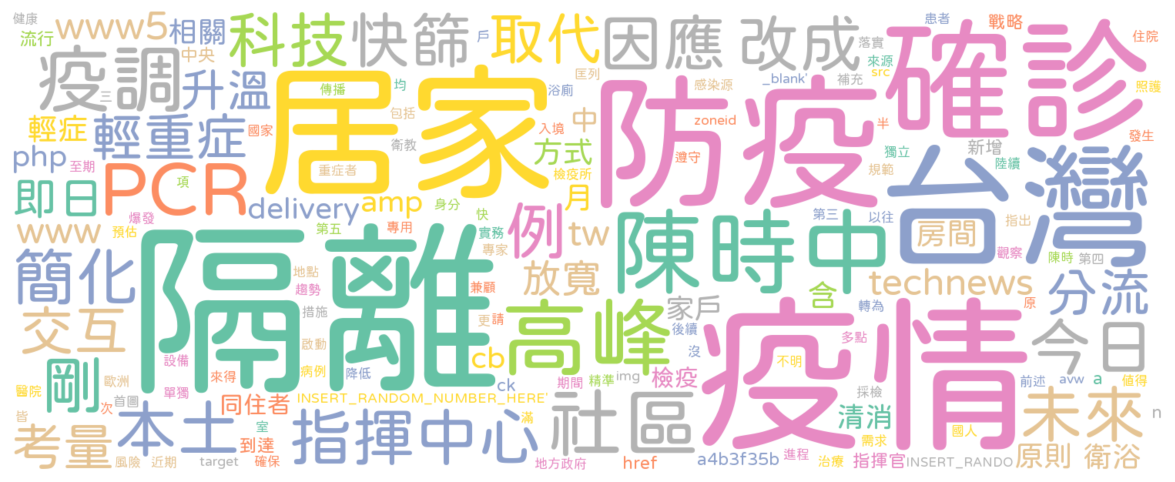 健康
www5
相關
科技
快篩
取代
因應
改成
患者
戰略
確診
住院
流行
中央
戶
匡列
落實
疫調
升溫
傳播
均
浴廁
感染源
_blank'
補充
來源
src
照護
三
居家
防疫
輕症
輕重症
國家
包括
入境
中
zoneid
半
發生
衛教
方式
獨立
新增
php
至期
重症者
檢疫所
遵守
規範
陸續
台灣
即日
PCR
項
delivery
amp
身分
快
月
例
陳時中
第三
以往
爆發
預估
第五
專用
實務
專家
tw
房間
指出
觀察
陳時
第四
www
隔離
簡化
地點
趨勢
兼顧
放寬
technews
分流
含
原
交互
措施
更
請
高峰
家戶
後續
轉為
疫情
多點
今日
啟動
設備
剛
歐洲
來得
病例
降低
cb
ck
沒
不明
醫院
單獨
期間
精準
img
檢疫
採檢
前述
avw
a
值得
次
首圖
同住者
INSERT_RANDOM_NUMBER_HERE'
皆
室
滿
社區
清消
國人
未來
n
考量
本土
到達
指揮中心
需求
風險
近期
target
確保
地方政府
href
a4b3f35b
進程
治療
指揮官
INSERT_RANDO
原則
衛浴